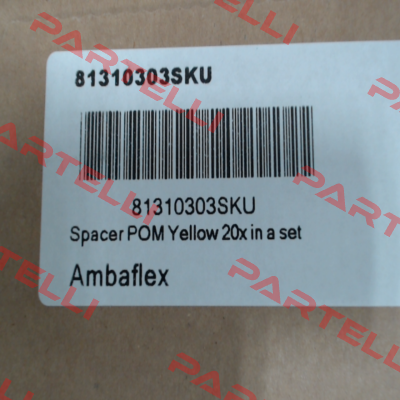 81310303SKU
81310303SKU
Spacer POM Yellow 20x in a set
Ambaflex
PARTELLI
PARTELLI
PARTELLI
PARTELLI
PARTELLI